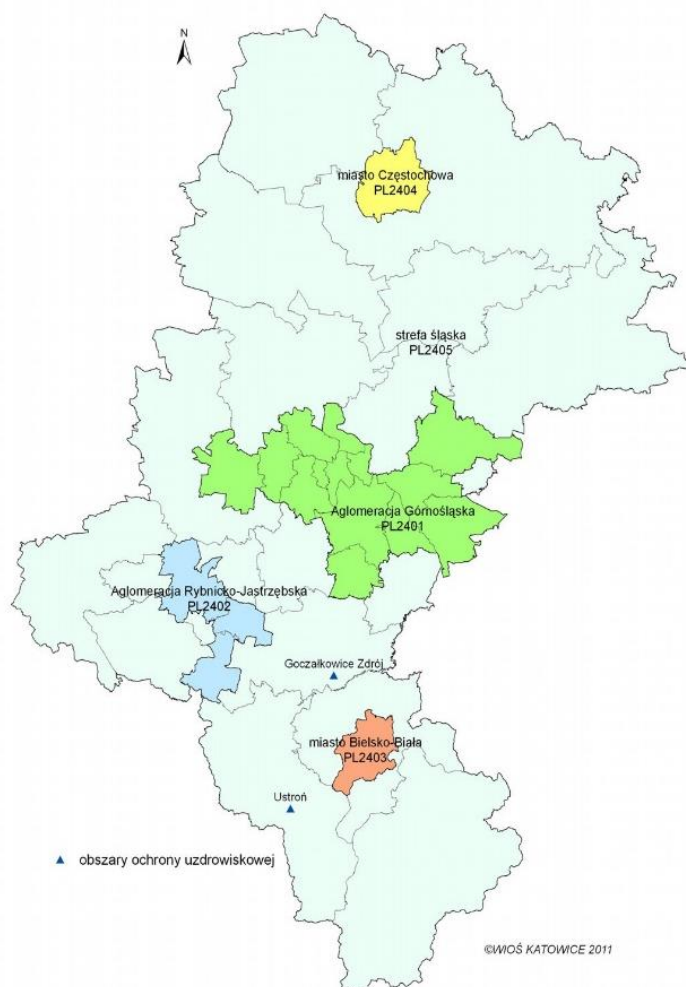 N
miasto Częstochowa
PL2404
strefa śląska
PL2405
Aglomeracja Górnośląska
PL2401
Aglomeracja Rybnicko-Jastrzębska
PL2402
Goczałkowice Zdrój
miasto Bielsko-Biała
PL2403
Ustroń
obszary ochrony uzdrowiskowej
©WIOŚ KATOWICE 2011